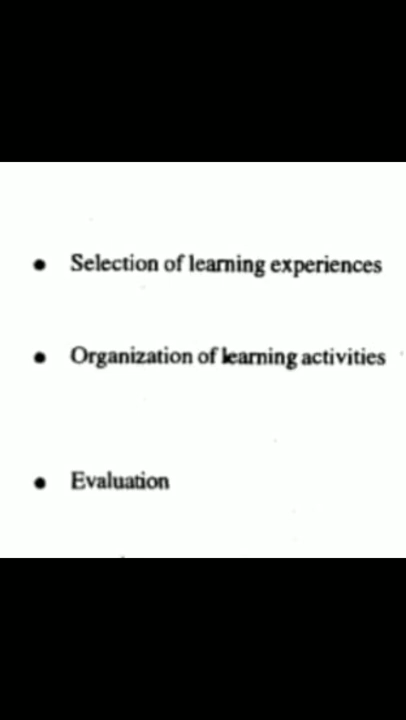 • Selection of learning experiences
• Organization of learning activities
• Evaluation